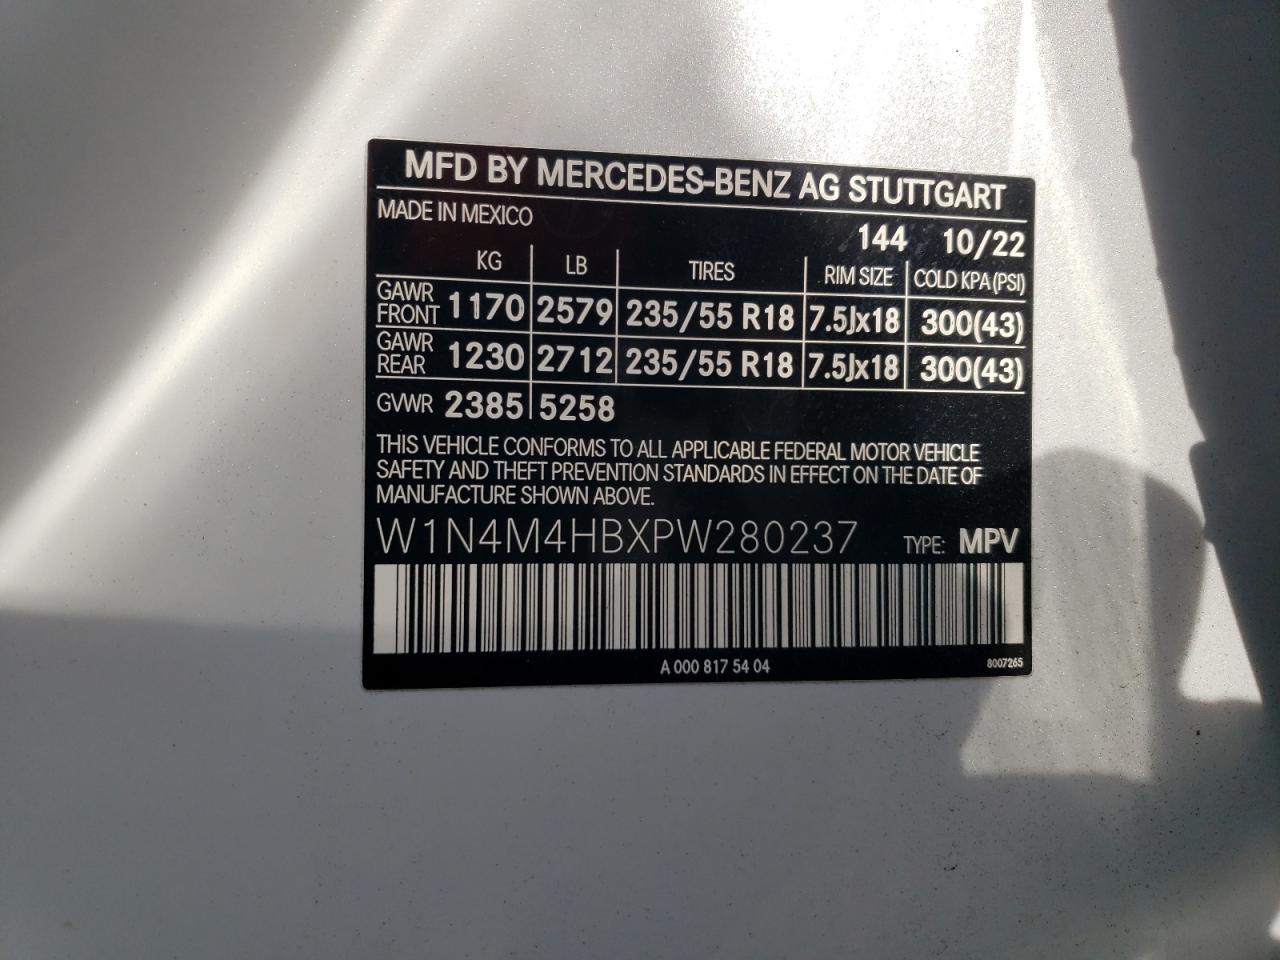 MFD BY MERCEDES-BENZ AG STUTTGART
MADE IN MEXICO
144 10/22
KG LB TIRES RIM SIZE COLD KPA (PSI)
GAWR FRONT 1170 2579 235/55 R18 7.5Jx18 300(43)
GAWR REAR 1230 2712 235/55 R18 7.5Jx18 300(43)
GVWR 2385 5258
THIS VEHICLE CONFORMS TO ALL APPLICABLE FEDERAL MOTOR VEHICLE
SAFETY AND THEFT PREVENTION STANDARDS IN EFFECT ON THE DATE OF
MANUFACTURE SHOWN ABOVE.
W1N4M4HBXPW280237 TYPE: MPV
A 000 817 54 04 8007265